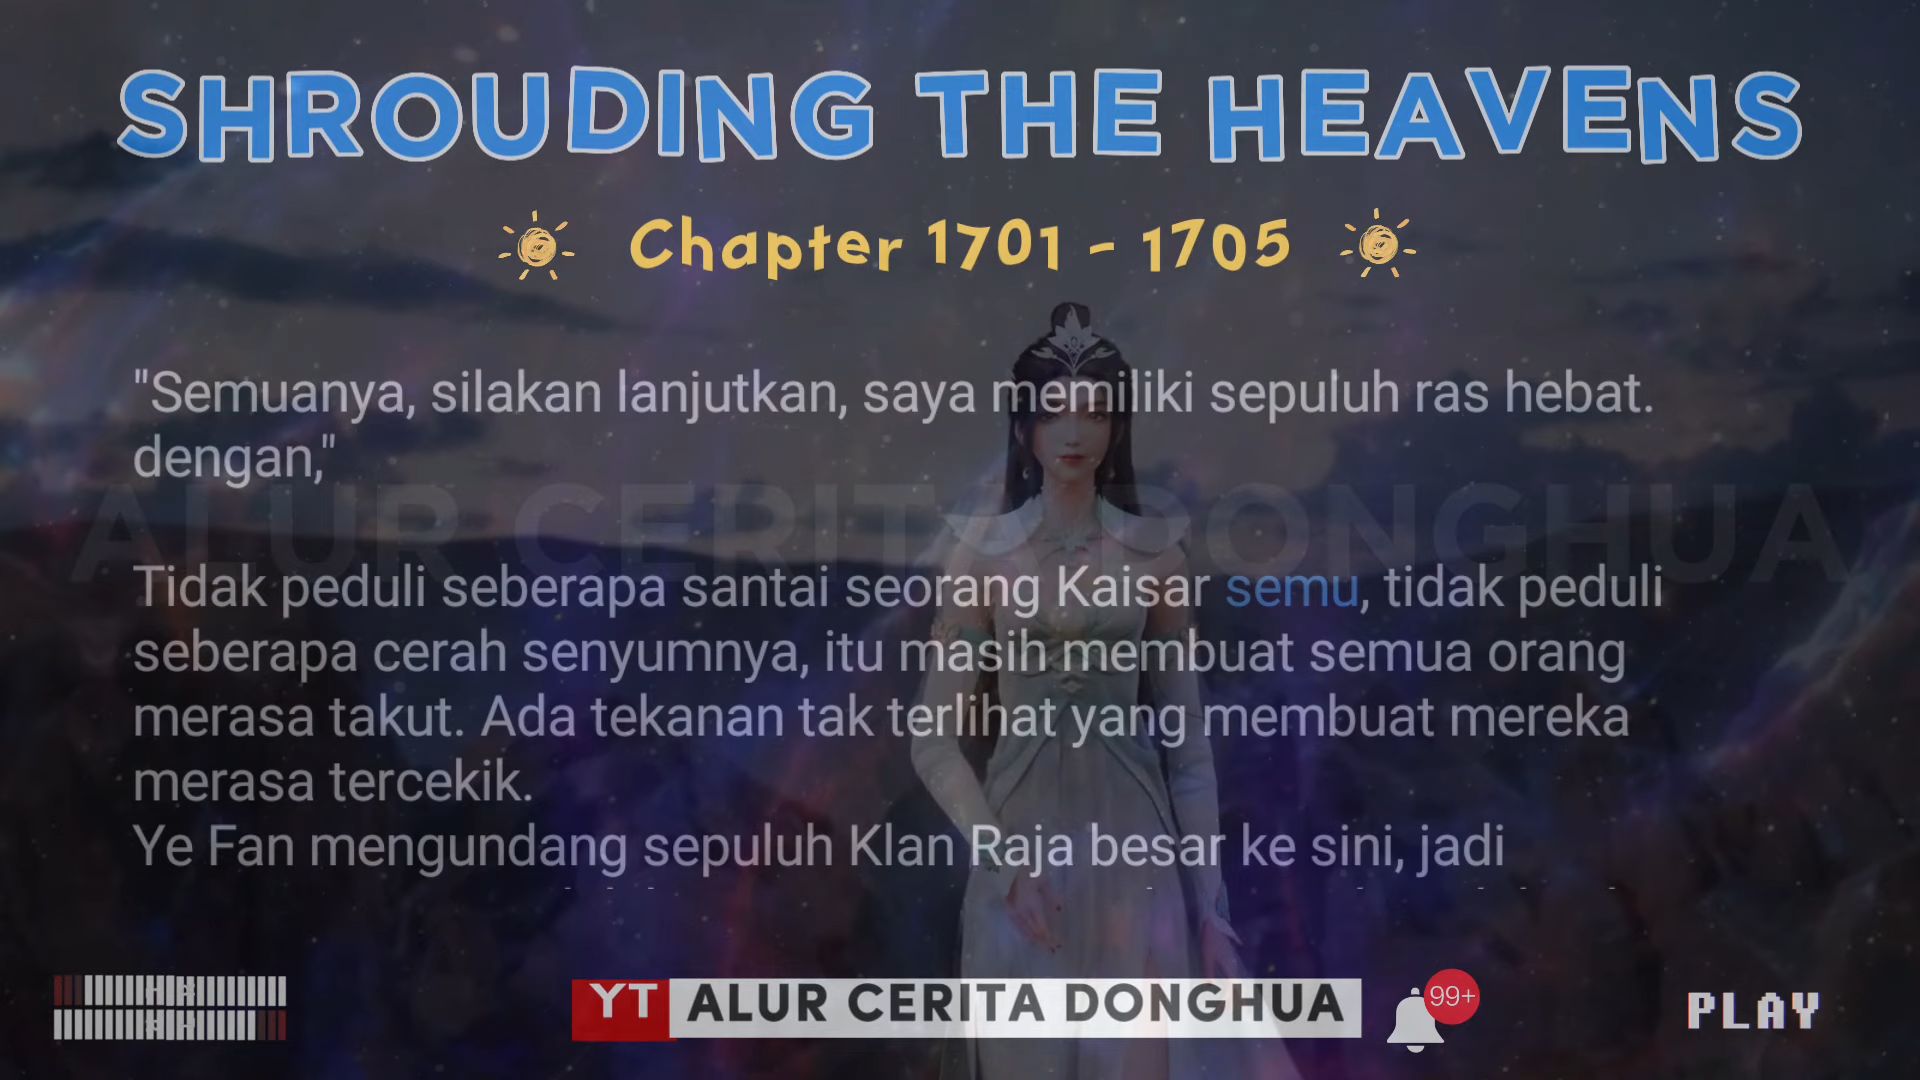 SHROUDING THE HEAVENS
Chapter 1701 - 1705
"Semuanya, silakan lanjutkan, saya memiliki sepuluh ras hebat.
dengan,"
ALUR CERITA DONGHUA
Tidak peduli seberapa santai seorang Kaisar semu, tidak peduli
seberapa cerah senyumnya, itu masih membuat semua orang
merasa takut. Ada tekanan tak terlihat yang membuat mereka
merasa tercekik.
Ye Fan mengundang sepuluh Klan Raja besar ke sini, jadi
YT ALUR CERITA DONGHUA
99+
PLAY